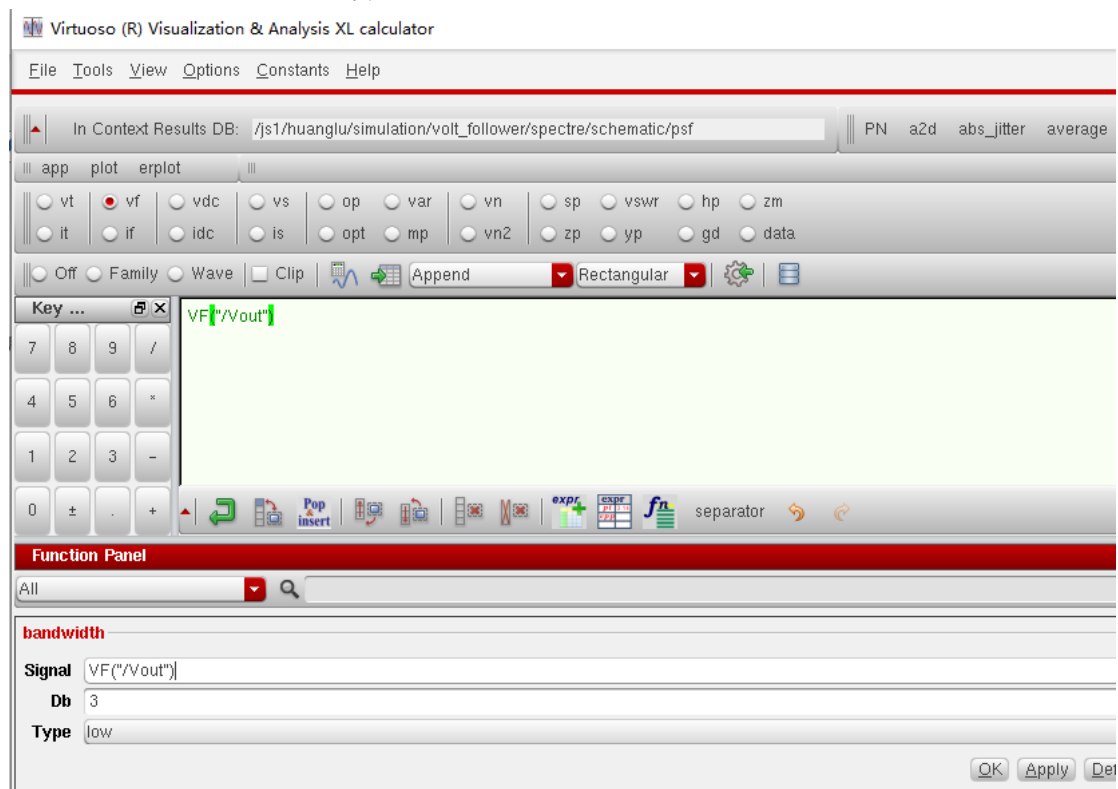 Virtuoso (R) Visualization & Analysis XL calculator
File Tools View Options Constants Help
In Context Results DB: /js1/huanglu/simulation/volt_follower/spectre/schematic/psf PN a2d abs_jitter average
app plot erplot
vt vf vdc vs op var vn sp vswr hp zm
it if idc is opt mp vn2 zp yp gd data
Off Family Wave Clip Append Rectangular
Key ...
VF("/Vout")
7 8 9 /
4 5 6 *
1 2 3 -
0 ± . + Pop & insert expr expr fn separator
Function Panel
All
bandwidth
Signal VF("/Vout")
Db 3
Type low
OK Apply Def